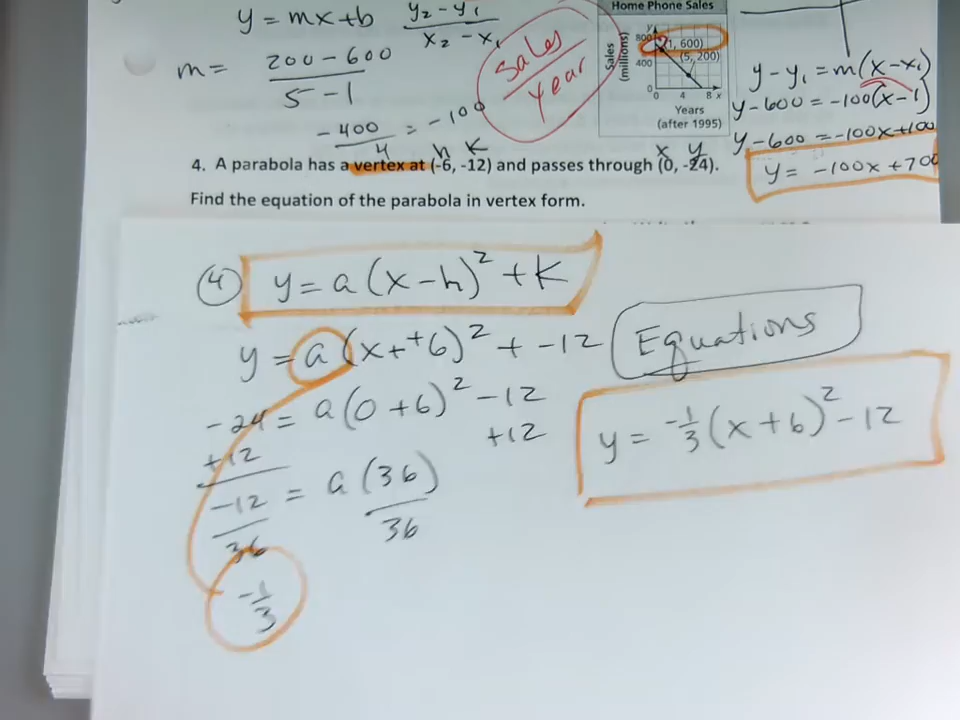 y = mx + b
y₂ - y₁
x₂ - x₁
m = 200 - 600
5 - 1
-400
4
= -100
Sales
Year
Home Phone Sales
Sales
(millions)
y
800
400
0
(1, 600)
(5, 200)
0 4 8 x
Years
(after 1995)
y - y₁ = m(x - x₁)
y - 600 = -100(x - 1)
y - 600 = -100x + 100
y = -100x + 700
h K
x y
4. A parabola has a vertex at (-6, -12) and passes through (0, -24).
Find the equation of the parabola in vertex form.
④ y = a(x - h)² + K
y = a(x + +6)² + -12
Equations
-24 = a(0 + 6)² - 12
+12 +12
-12 = a(36)
36 36
-1/3
y = -1/3(x + 6)² - 12